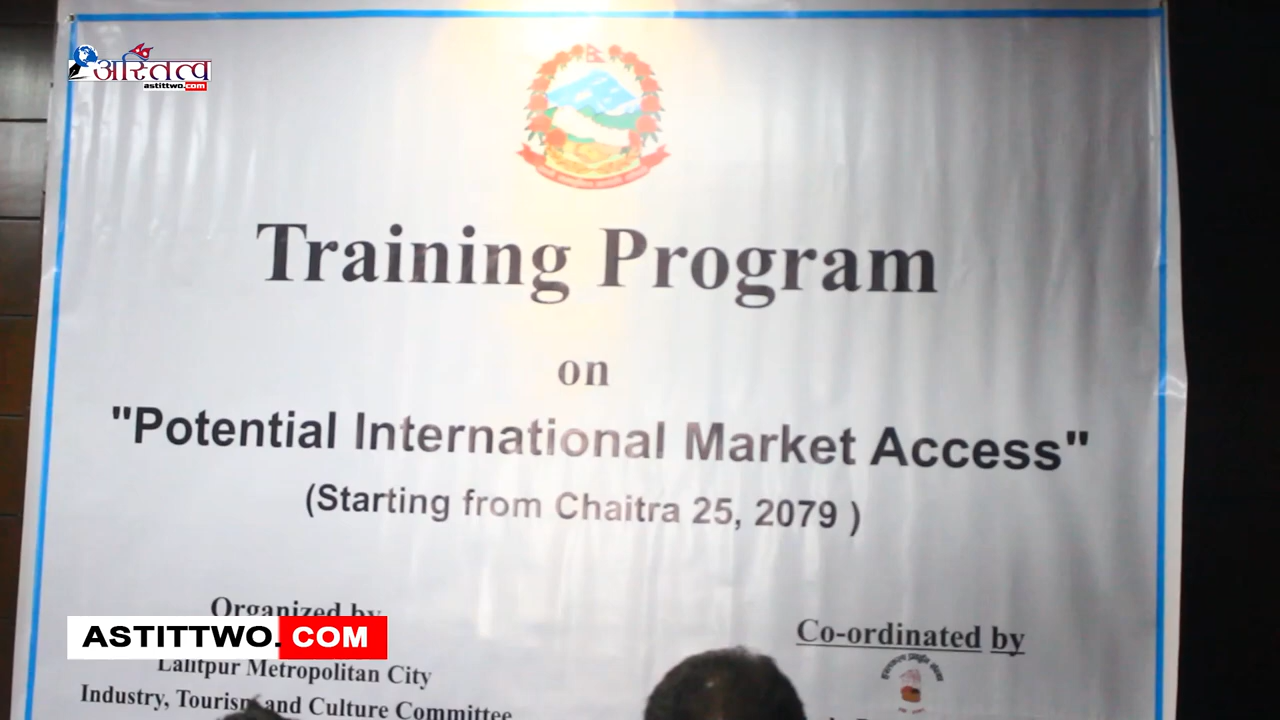 अस्तित्व
astittwo.com
Training Program
on
"Potential International Market Access"
(Starting from Chaitra 25, 2079 )
Organized by
ASTITTWO.COM
Lalitpur Metropolitan City
Industry, Tourism and Culture Committee
Co-ordinated by